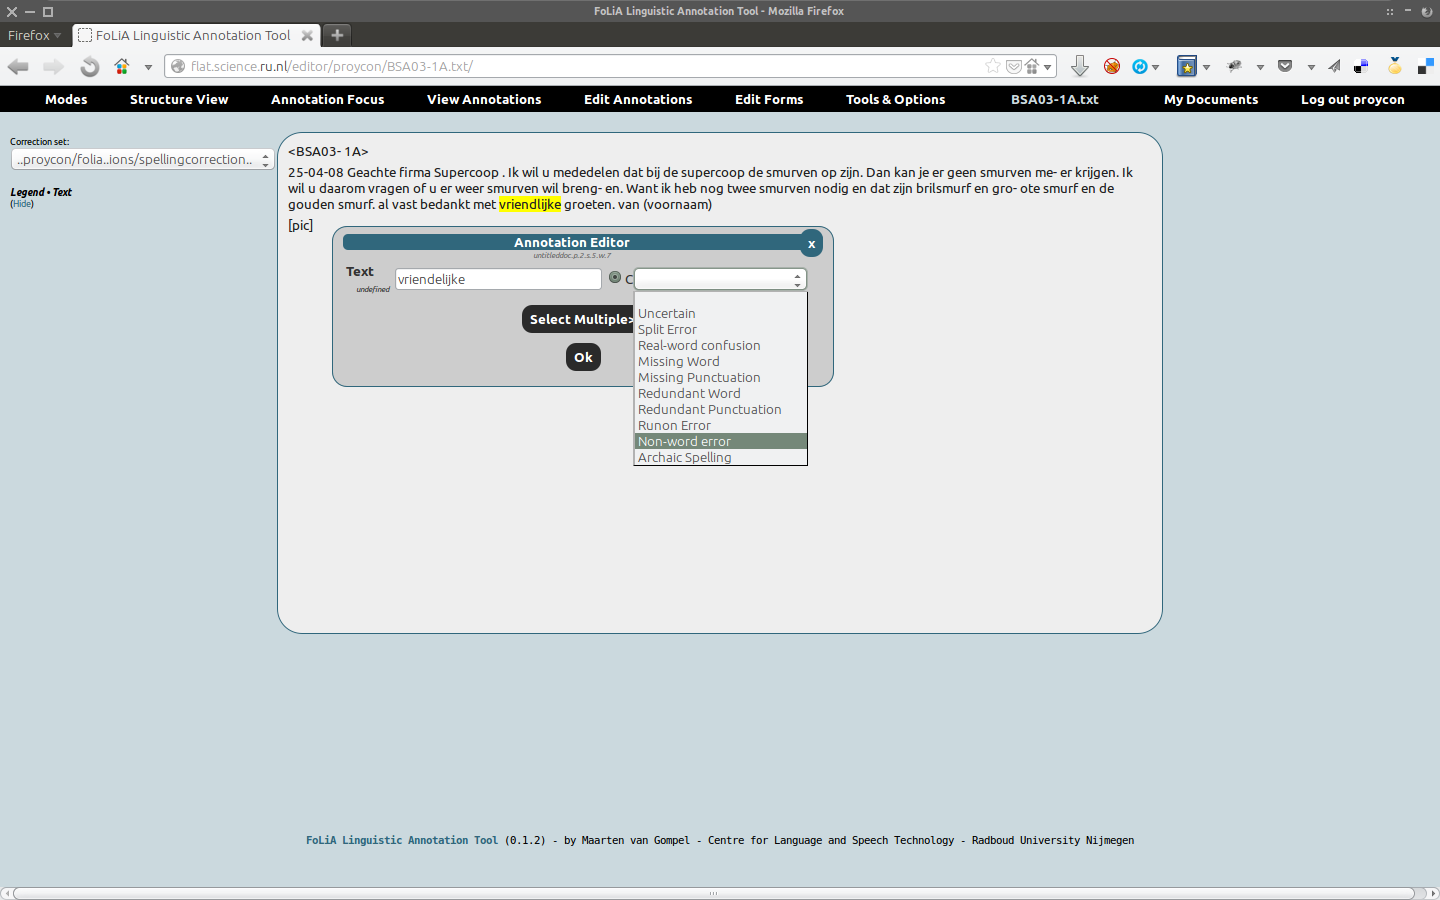 FoLiA Linguistic Annotation Tool - Mozilla Firefox
Firefox
FoLiA Linguistic Annotation Tool
flat.science.ru.nl/editor/proycon/BSA03-1A.txt/
Modes Structure View Annotation Focus View Annotations Edit Annotations Edit Forms Tools & Options BSA03-1A.txt My Documents Log out proycon
Correction set:
..proycon/folia..ions/spellingcorrection..
Legend • Text
(Hide)
<BSA03- 1A>
25-04-08 Geachte firma Supercoop . Ik wil u mededelen dat bij de supercoop de smurven op zijn. Dan kan je er geen smurven me- er krijgen. Ik
wil u daarom vragen of u er weer smurven wil breng- en. Want ik heb nog twee smurven nodig en dat zijn brilsmurf en gro- ote smurf en de
gouden smurf. al vast bedankt met vriendlijke groeten. van (voornaam)
[pic]
Annotation Editor
x
untitleddoc.p.2.s.5.w.7
Text
undefined
vriendelijke
C
Select Multiple>
Ok
Uncertain
Split Error
Real-word confusion
Missing Word
Missing Punctuation
Redundant Word
Redundant Punctuation
Runon Error
Non-word error
Archaic Spelling
FoLiA Linguistic Annotation Tool (0.1.2) - by Maarten van Gompel - Centre for Language and Speech Technology - Radboud University Nijmegen